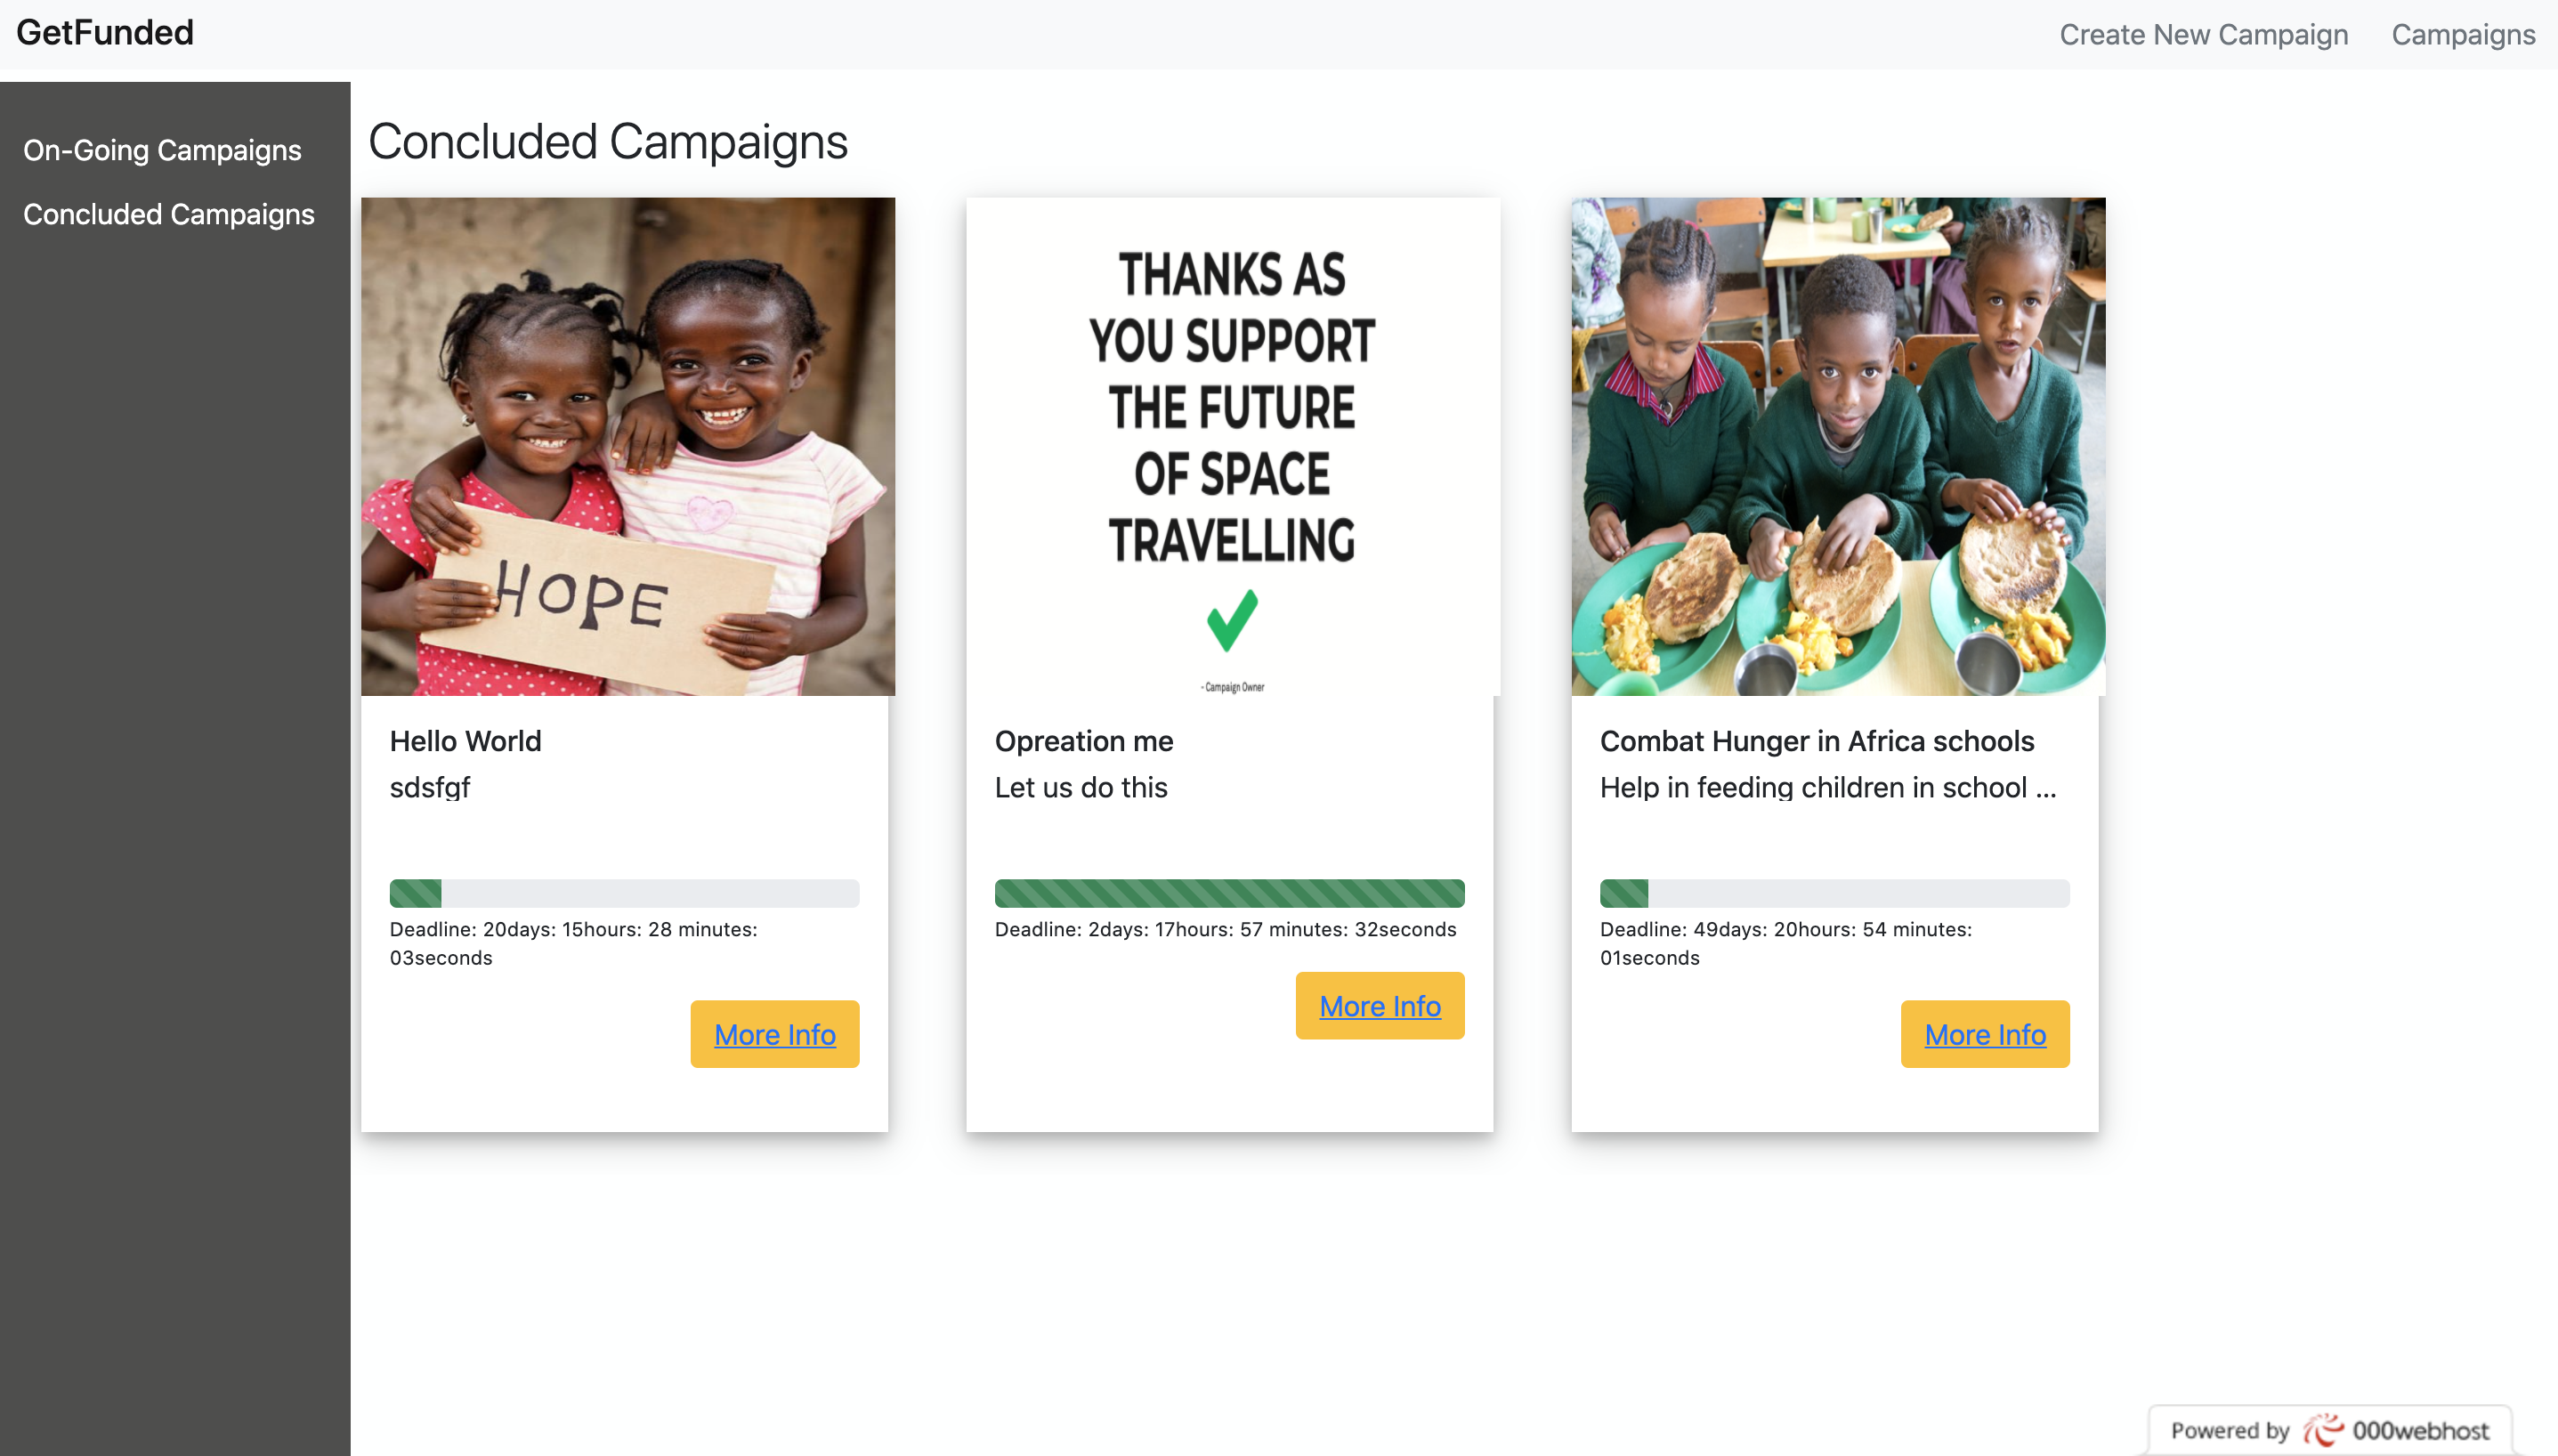 GetFunded
Create New Campaign
Campaigns
On-Going Campaigns
Concluded Campaigns
Concluded Campaigns
HOPE
THANKS AS
YOU SUPPORT
THE FUTURE
OF SPACE
TRAVELLING
- Campaign Owner
Hello World
sdsfgf
Deadline: 20days: 15hours: 28 minutes:
03seconds
More Info
Opreation me
Let us do this
Deadline: 2days: 17hours: 57 minutes: 32seconds
More Info
Combat Hunger in Africa schools
Help in feeding children in school ...
Deadline: 49days: 20hours: 54 minutes:
01seconds
More Info
Powered by 000webhost